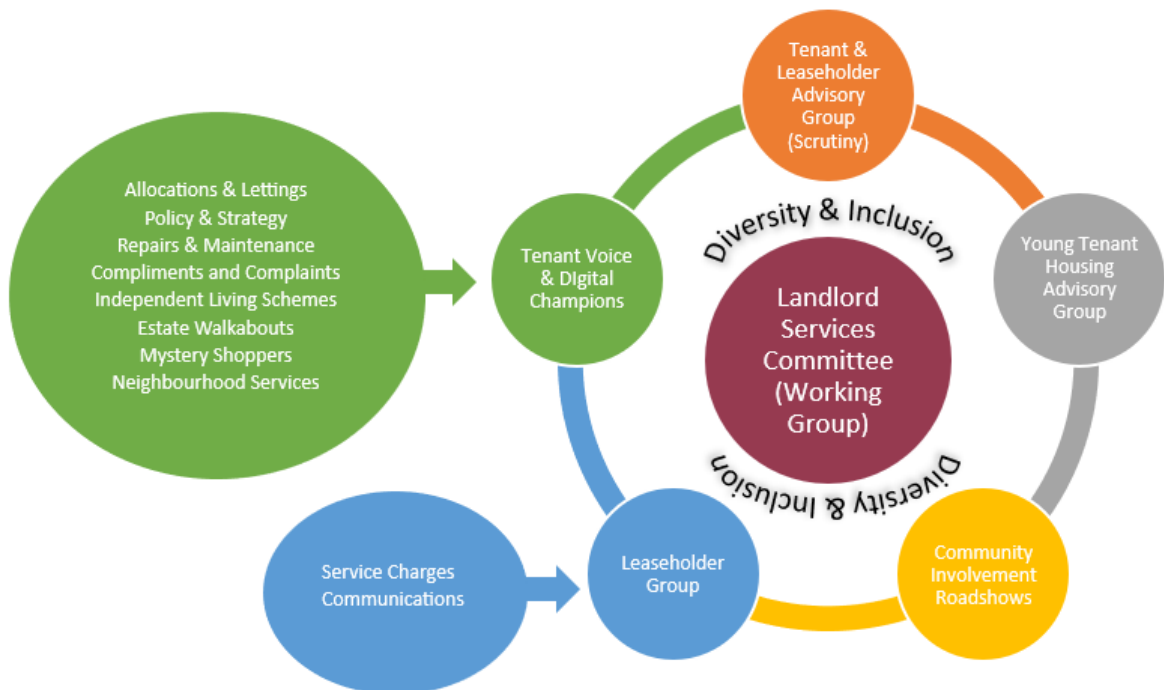 Tenant &
Leaseholder
Advisory
Group
(Scrutiny)
Allocations & Lettings
Policy & Strategy
Repairs & Maintenance
Compliments and Complaints
Independent Living Schemes
Estate Walkabouts
Mystery Shoppers
Neighbourhood Services
Tenant Voice
& DIgital
Champions
Diversity & Inclusion
Landlord
Services
Committee
(Working
Group)
Diversity & Inclusion
Young Tenant
Housing
Advisory
Group
Service Charges
Communications
Leaseholder
Group
Community
Involvement
Roadshows